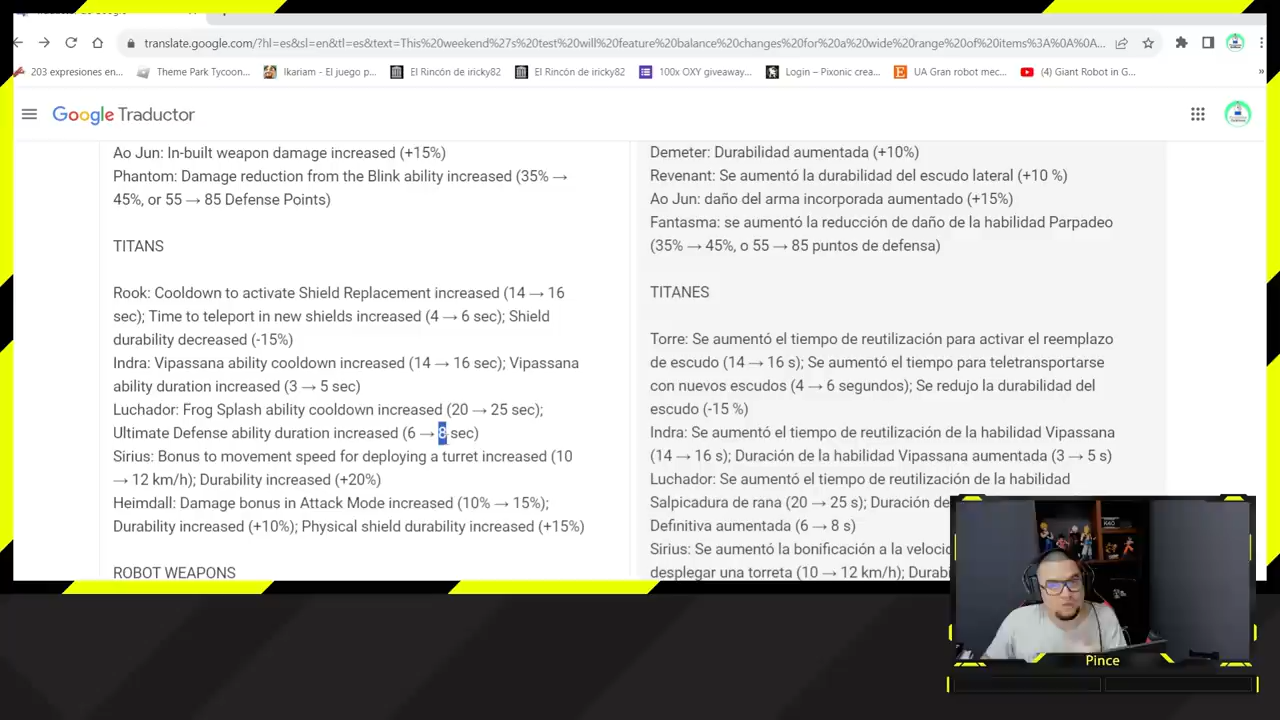 translate.google.com/?hl=es&sl=en&tl=es&text=This%20weekend%27s%20test%20will%20feature%20balance%20changes%20for%20a%20wide%20range%20of%20items%3A%0A%0A...
203 expresiones en...
Theme Park Tycoon...
Ikariam - El juego p...
El Rincón de iricky82
El Rincón de iricky82
100x OXY giveaway...
Login – Pixonic crea...
UA Gran robot mec...
(4) Giant Robot in G...
»
Google Traductor
Ao Jun: In-built weapon damage increased (+15%)
Phantom: Damage reduction from the Blink ability increased (35% →
45%, or 55 → 85 Defense Points)
TITANS
Rook: Cooldown to activate Shield Replacement increased (14 → 16
sec); Time to teleport in new shields increased (4 → 6 sec); Shield
durability decreased (-15%)
Indra: Vipassana ability cooldown increased (14 → 16 sec); Vipassana
ability duration increased (3 → 5 sec)
Luchador: Frog Splash ability cooldown increased (20 → 25 sec);
Ultimate Defense ability duration increased (6 → 8 sec)
Sirius: Bonus to movement speed for deploying a turret increased (10
→ 12 km/h); Durability increased (+20%)
Heimdall: Damage bonus in Attack Mode increased (10% → 15%);
Durability increased (+10%); Physical shield durability increased (+15%)
ROBOT WEAPONS
Demeter: Durabilidad aumentada (+10%)
Revenant: Se aumentó la durabilidad del escudo lateral (+10 %)
Ao Jun: daño del arma incorporada aumentado (+15%)
Fantasma: se aumentó la reducción de daño de la habilidad Parpadeo
(35% → 45%, o 55 → 85 puntos de defensa)
TITANES
Torre: Se aumentó el tiempo de reutilización para activar el reemplazo
de escudo (14 → 16 s); Se aumentó el tiempo para teletransportarse
con nuevos escudos (4 → 6 segundos); Se redujo la durabilidad del
escudo (-15 %)
Indra: Se aumentó el tiempo de reutilización de la habilidad Vipassana
(14 → 16 s); Duración de la habilidad Vipassana aumentada (3 → 5 s)
Luchador: Se aumentó el tiempo de reutilización de la habilidad
Salpicadura de rana (20 → 25 s); Duración de
Definitiva aumentada (6 → 8 s)
Sirius: Se aumentó la bonificación a la veloci
desplegar una torreta (10 → 12 km/h); Durabi
Pince